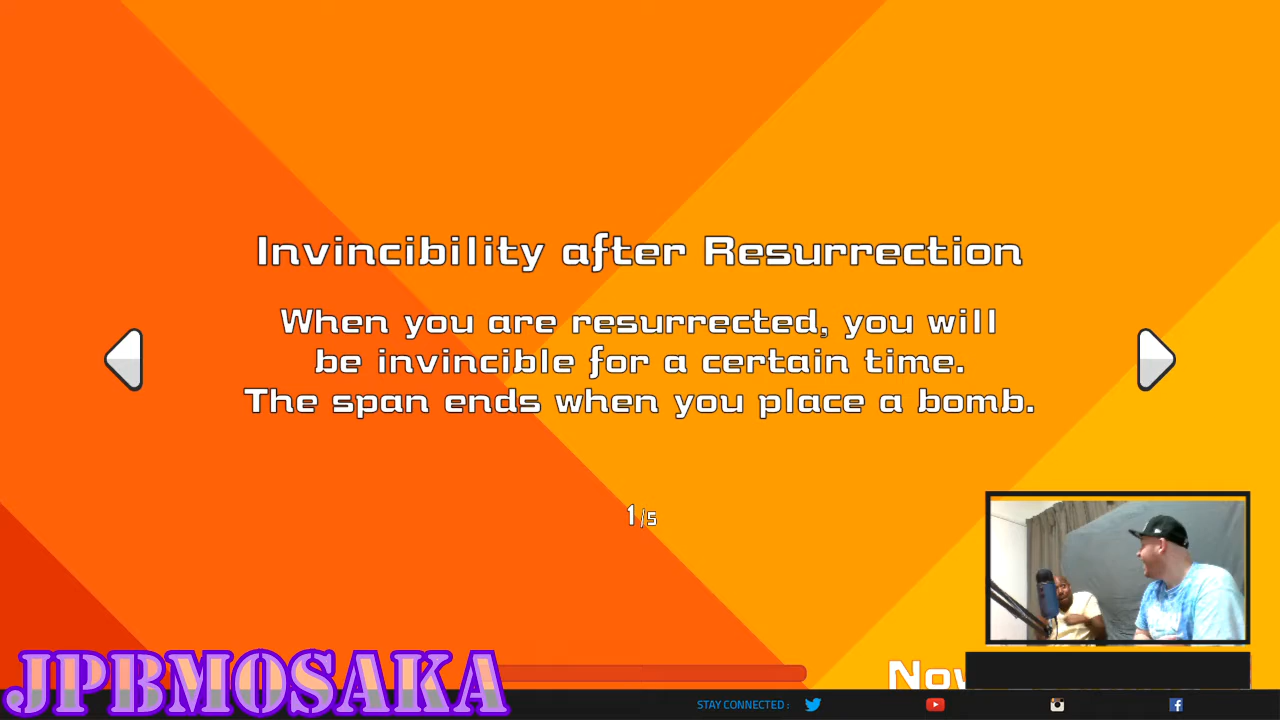 Invincibility after Resurrection
When you are resurrected, you will
be invincible for a certain time.
The span ends when you place a bomb.
1/5
JPBMOSAKA
STAY CONNECTED :